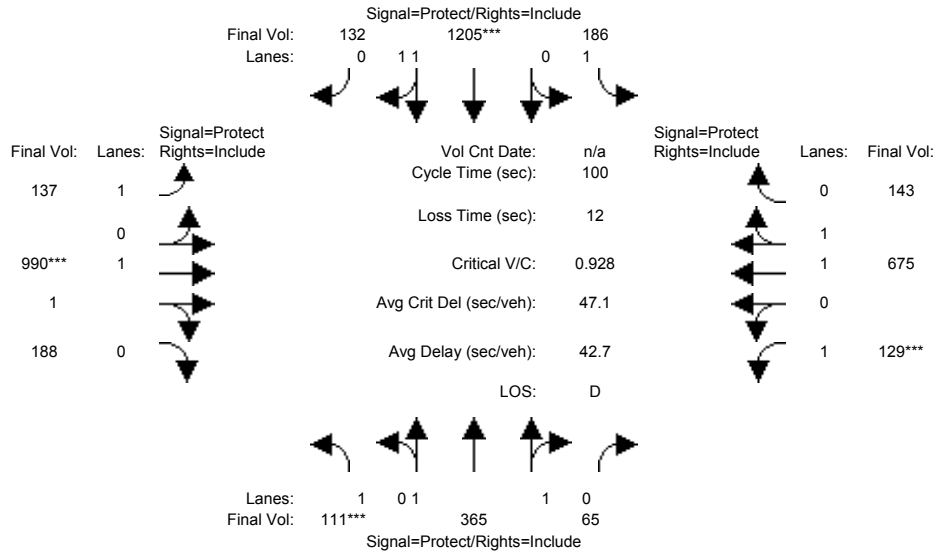 Signal=Protect/Rights=Include
Final Vol: 132 1205*** 186
Lanes: 0 1 1 0 1
Signal=Protect Signal=Protect
Final Vol: Lanes: Rights=Include Vol Cnt Date: n/a Rights=Include Lanes: Final Vol:
Cycle Time (sec): 100
137 1 0 143
Loss Time (sec): 12
0 1
990*** 1 Critical V/C: 0.928 1 675
1 Avg Crit Del (sec/veh): 47.1 0
188 0 Avg Delay (sec/veh): 42.7 1 129***
LOS: D
Lanes: 1 0 1 1 0
Final Vol: 111*** 365 65
Signal=Protect/Rights=Include